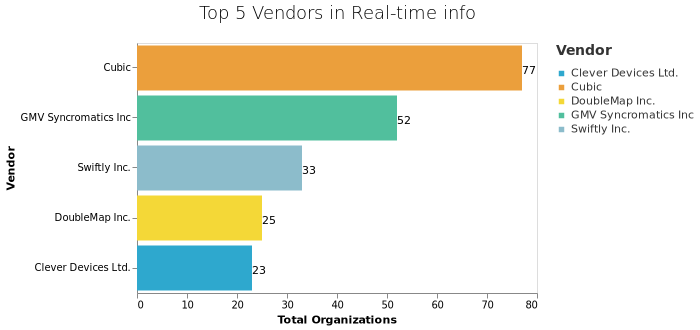 Top 5 Vendors in Real-time info
Vendor
Cubic
GMV Syncromatics Inc
Swiftly Inc.
DoubleMap Inc.
Clever Devices Ltd.
77
52
33
25
23
0 10 20 30 40 50 60 70 80
Total Organizations
Vendor
Clever Devices Ltd.
Cubic
DoubleMap Inc.
GMV Syncromatics Inc
Swiftly Inc.